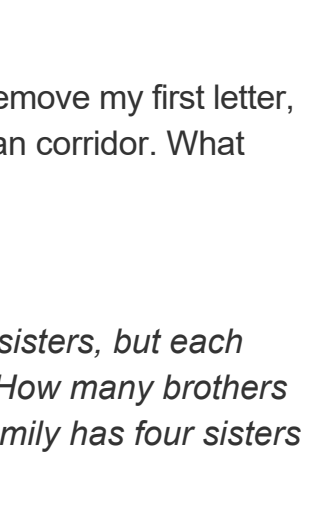 emove my first letter,
an corridor. What
sisters, but each
How many brothers
mily has four sisters